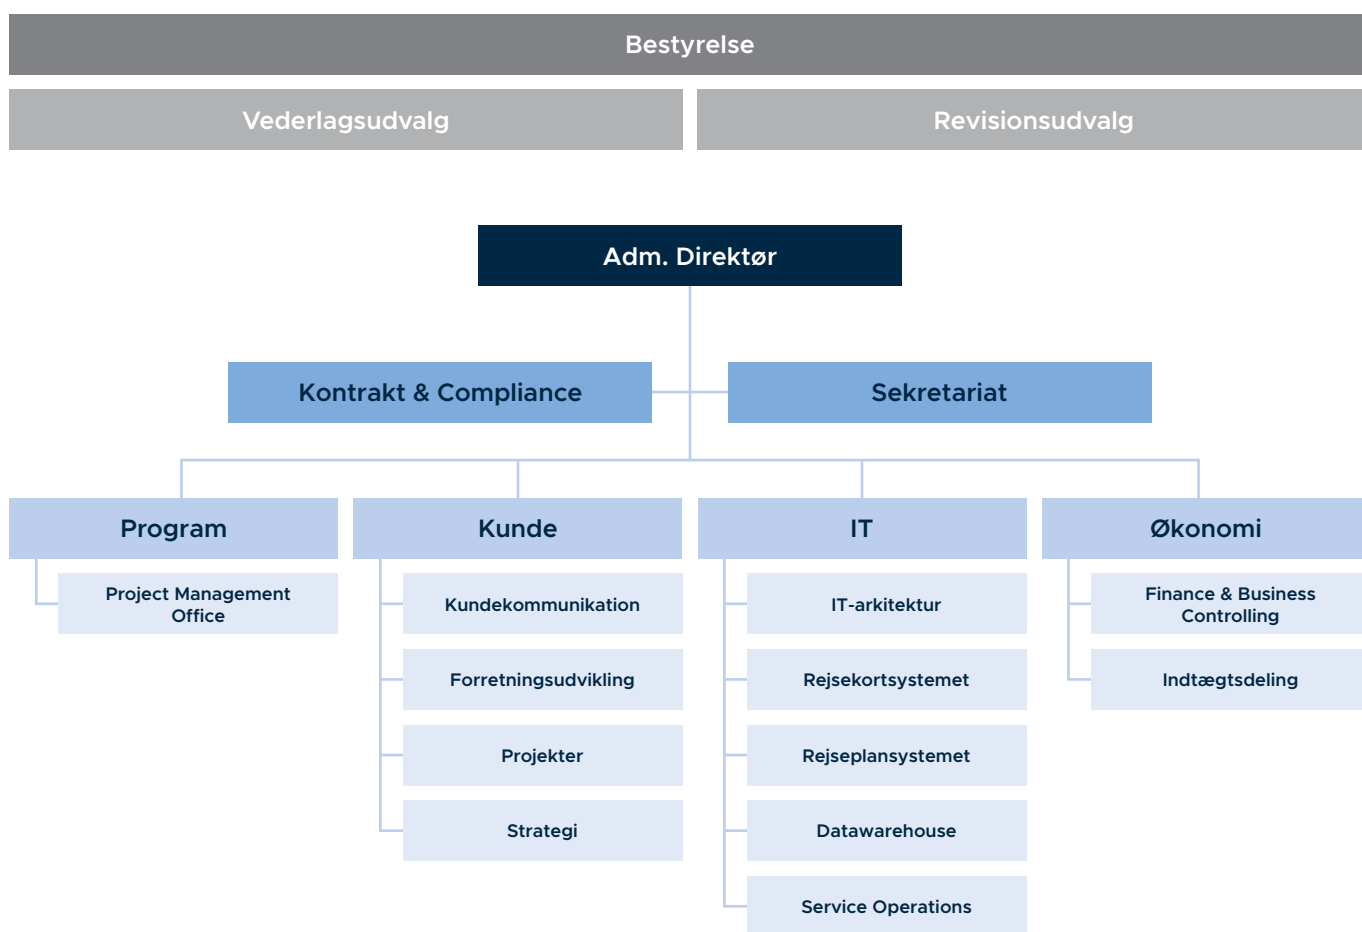 Bestyrelse
Vederlagsudvalg
Revisionsudvalg
Adm. Direktør
Kontrakt & Compliance
Sekretariat
Program
Project Management
Office
Kunde
Kundekommunikation
Forretningsudvikling
Projekter
Strategi
IT
IT-arkitektur
Rejsekortsystemet
Rejseplansystemet
Datawarehouse
Service Operations
Økonomi
Finance & Business
Controlling
Indtægtsdeling